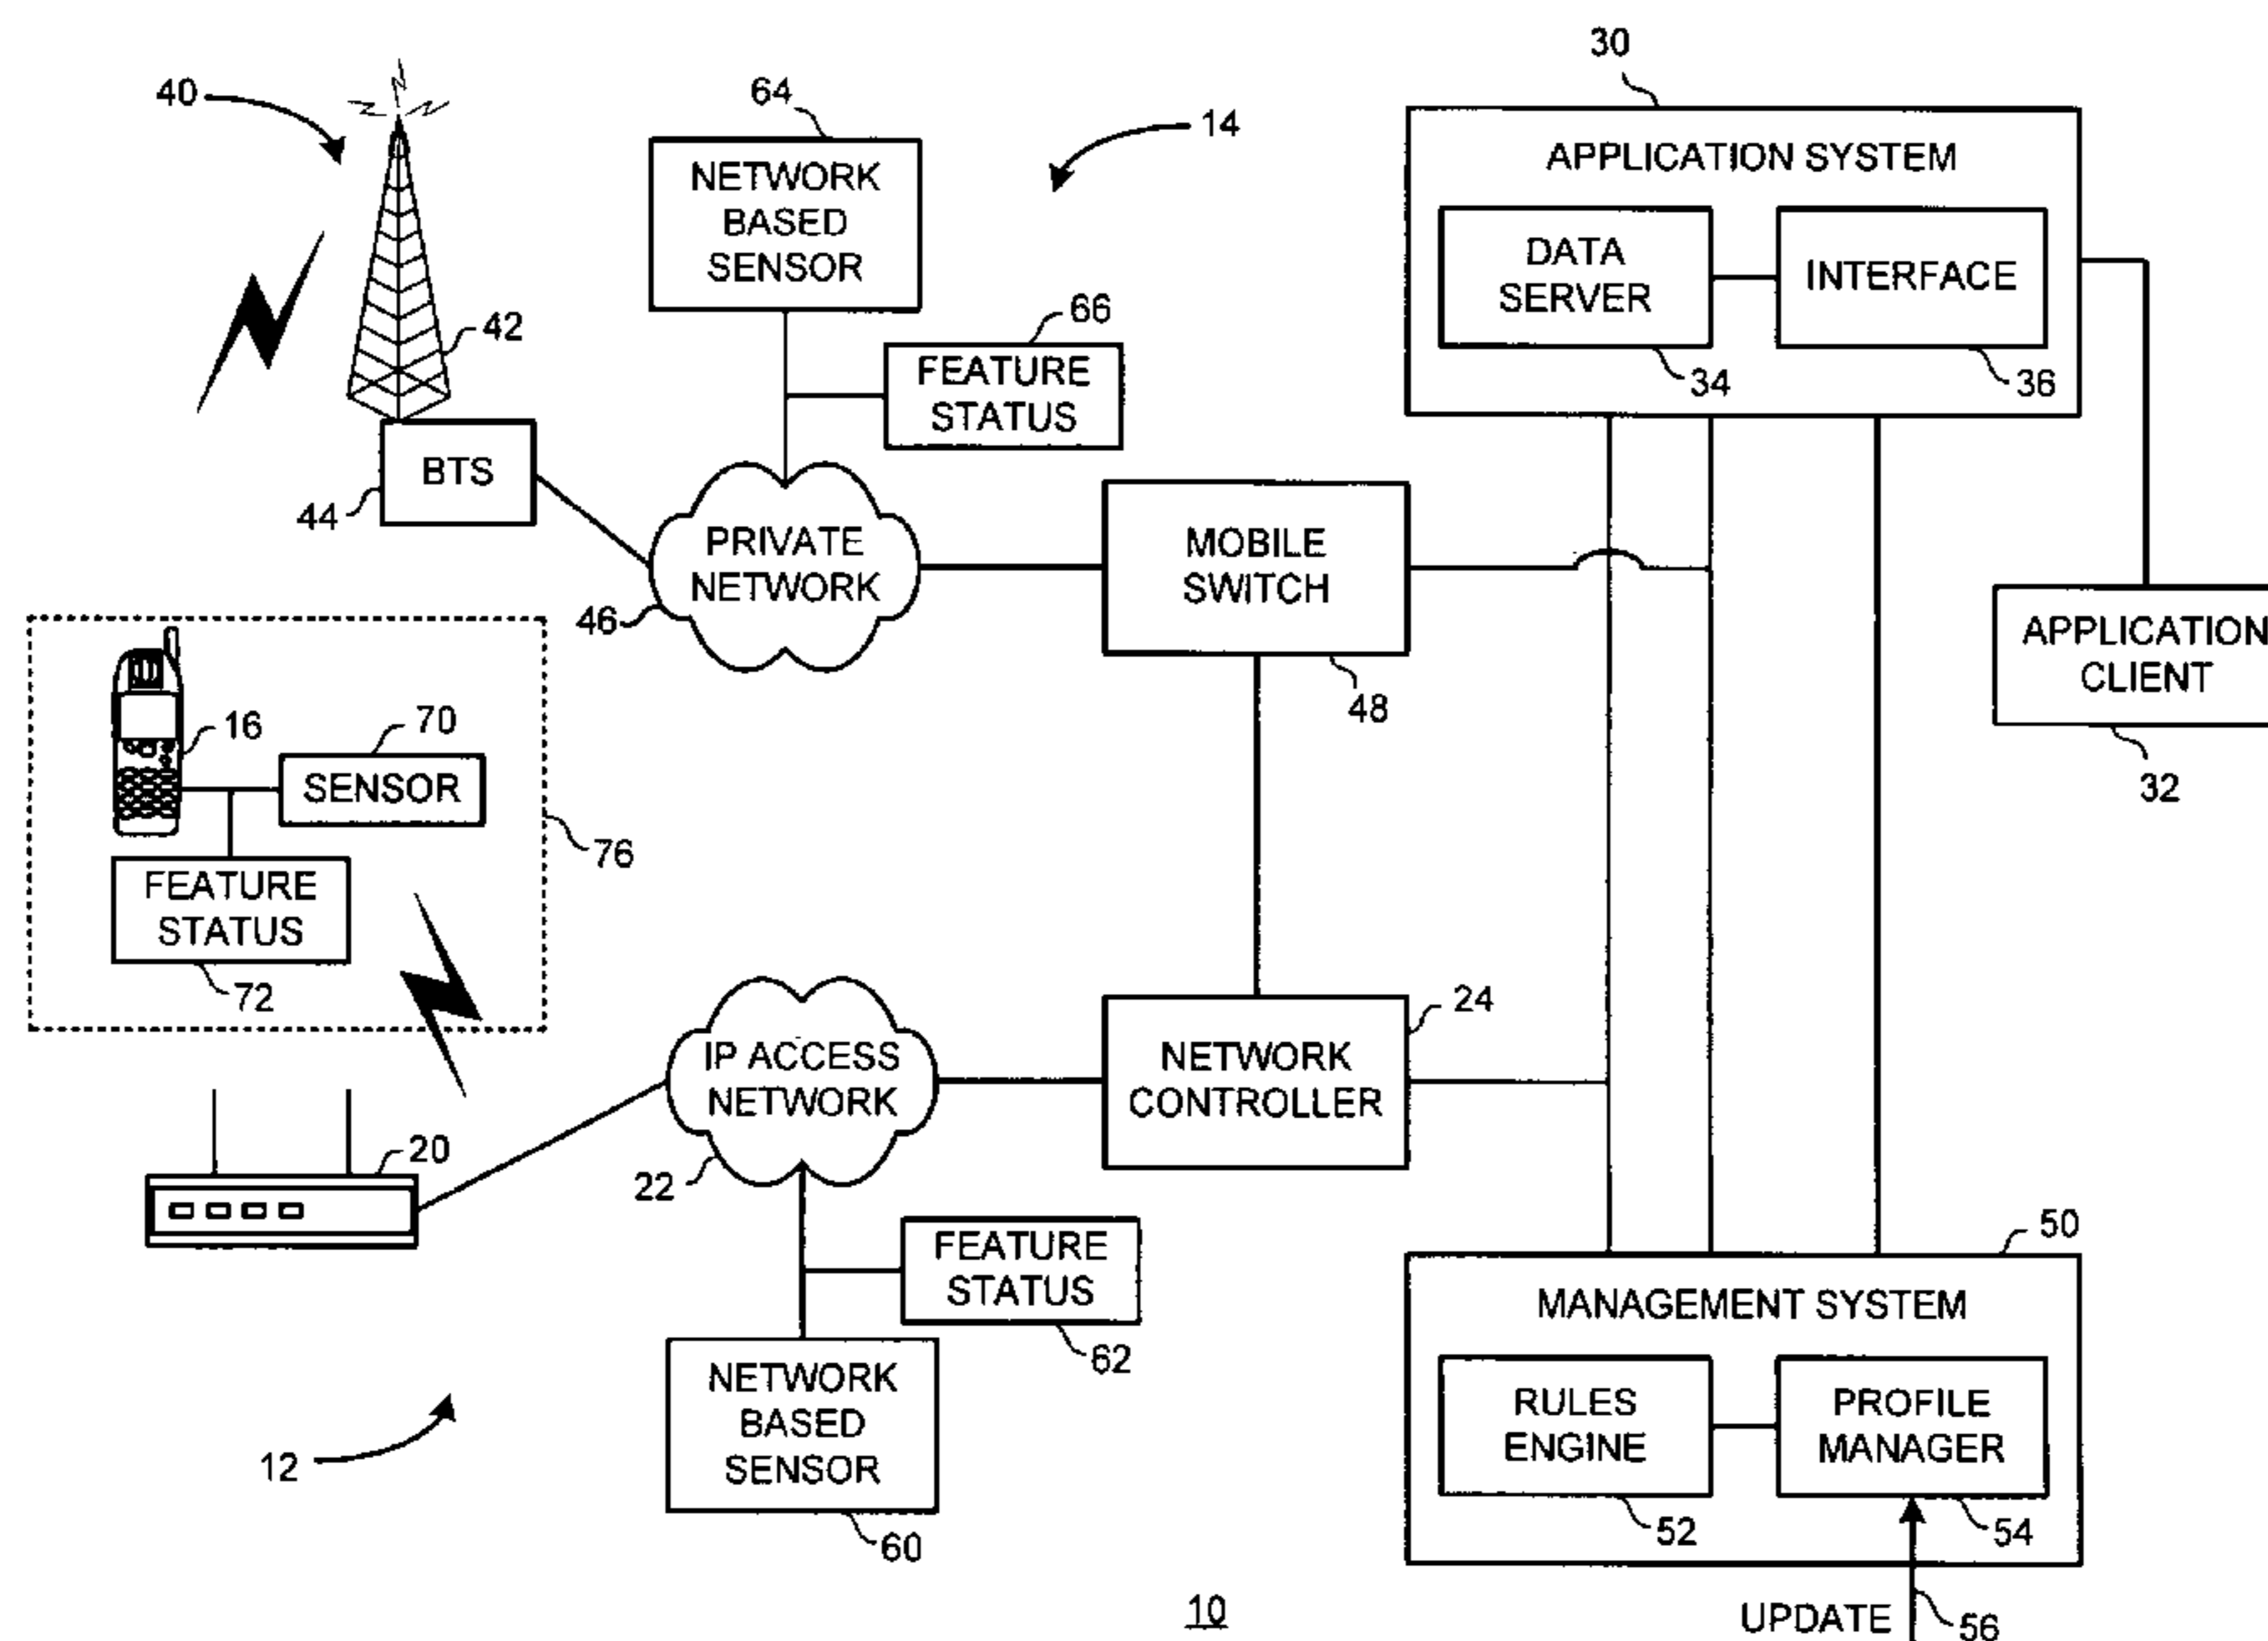 30
40
64
14
APPLICATION SYSTEM
NETWORK
BASED
SENSOR
DATA
SERVER
INTERFACE
66
42
FEATURE
STATUS
34
36
BTS
44
PRIVATE
NETWORK
MOBILE
SWITCH
46
APPLICATION
CLIENT
48
16
70
SENSOR
32
76
FEATURE
STATUS
72
24
IP ACCESS
NETWORK
NETWORK
CONTROLLER
20
22
50
FEATURE
STATUS
MANAGEMENT SYSTEM
62
NETWORK
BASED
SENSOR
RULES
ENGINE
PROFILE
MANAGER
12
60
52
54
10
UPDATE
56